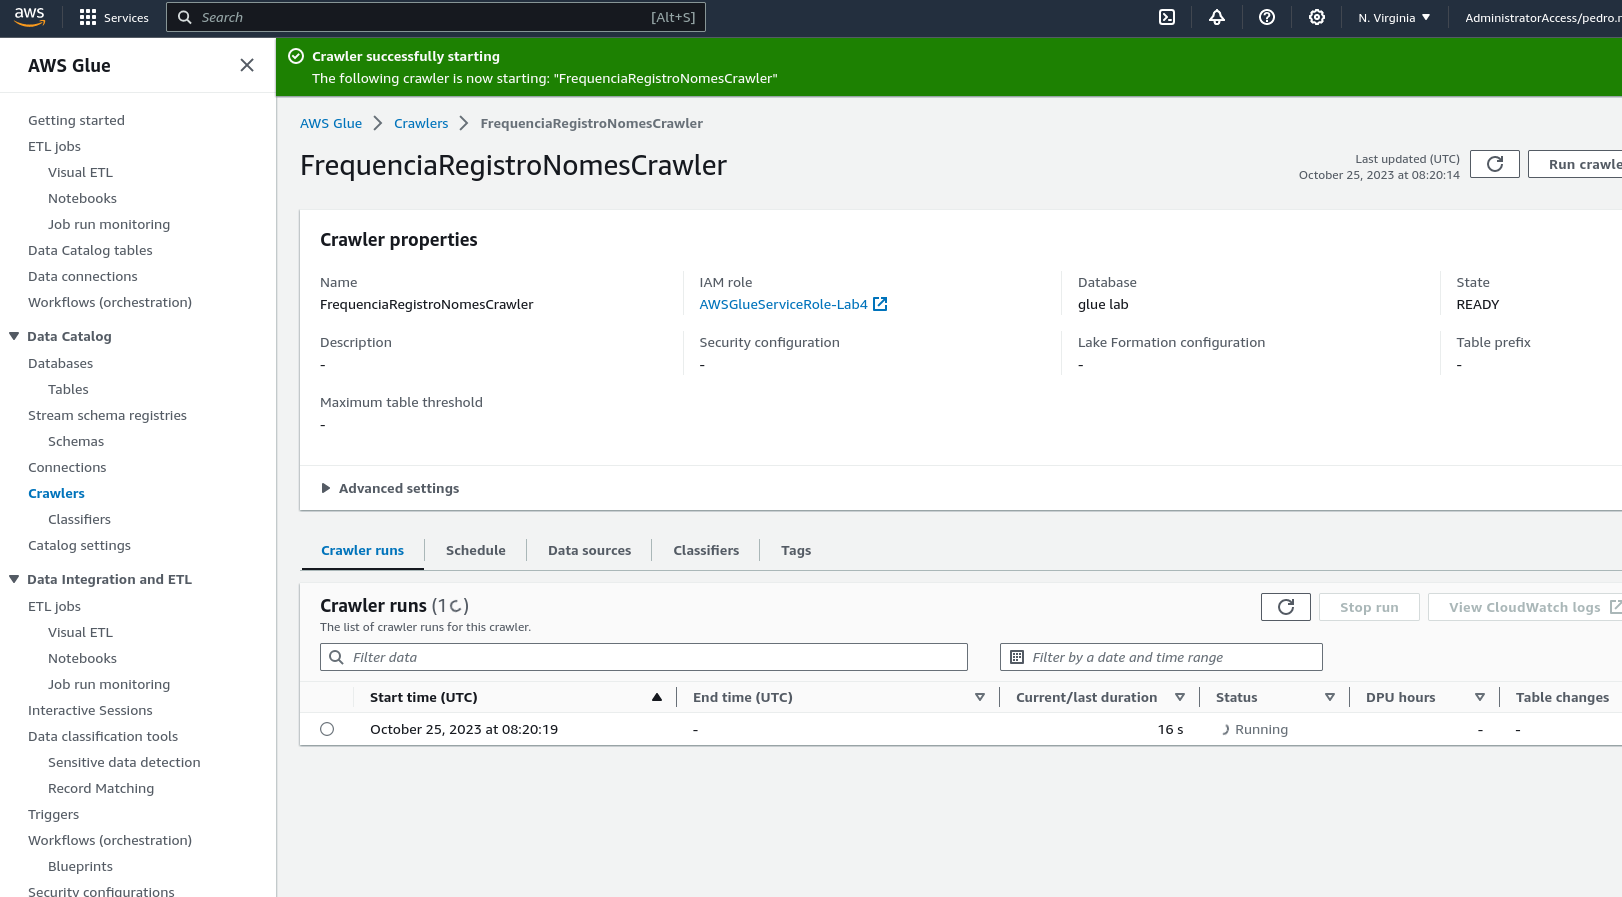 aws
Services
Search [Alt+S]
N. Virginia
AdministratorAccess/pedro.r
AWS Glue
Getting started
ETL jobs
Visual ETL
Notebooks
Job run monitoring
Data Catalog tables
Data connections
Workflows (orchestration)
Data Catalog
Databases
Tables
Stream schema registries
Schemas
Connections
Crawlers
Classifiers
Catalog settings
Data Integration and ETL
ETL jobs
Visual ETL
Notebooks
Job run monitoring
Interactive Sessions
Data classification tools
Sensitive data detection
Record Matching
Triggers
Workflows (orchestration)
Blueprints
Security configurations
Crawler successfully starting
The following crawler is now starting: "FrequenciaRegistroNomesCrawler"
AWS Glue > Crawlers > FrequenciaRegistroNomesCrawler
FrequenciaRegistroNomesCrawler
Last updated (UTC)
October 25, 2023 at 08:20:14
Run crawle
Crawler properties
Name
FrequenciaRegistroNomesCrawler
IAM role
AWSGlueServiceRole-Lab4
Database
glue lab
State
READY
Description
-
Security configuration
-
Lake Formation configuration
-
Table prefix
-
Maximum table threshold
-
Advanced settings
Crawler runs Schedule Data sources Classifiers Tags
Crawler runs (1)
The list of crawler runs for this crawler.
Stop run
View CloudWatch logs
Filter data
Filter by a date and time range
Start time (UTC) End time (UTC) Current/last duration Status DPU hours Table changes
October 25, 2023 at 08:20:19 - 16 s Running - -